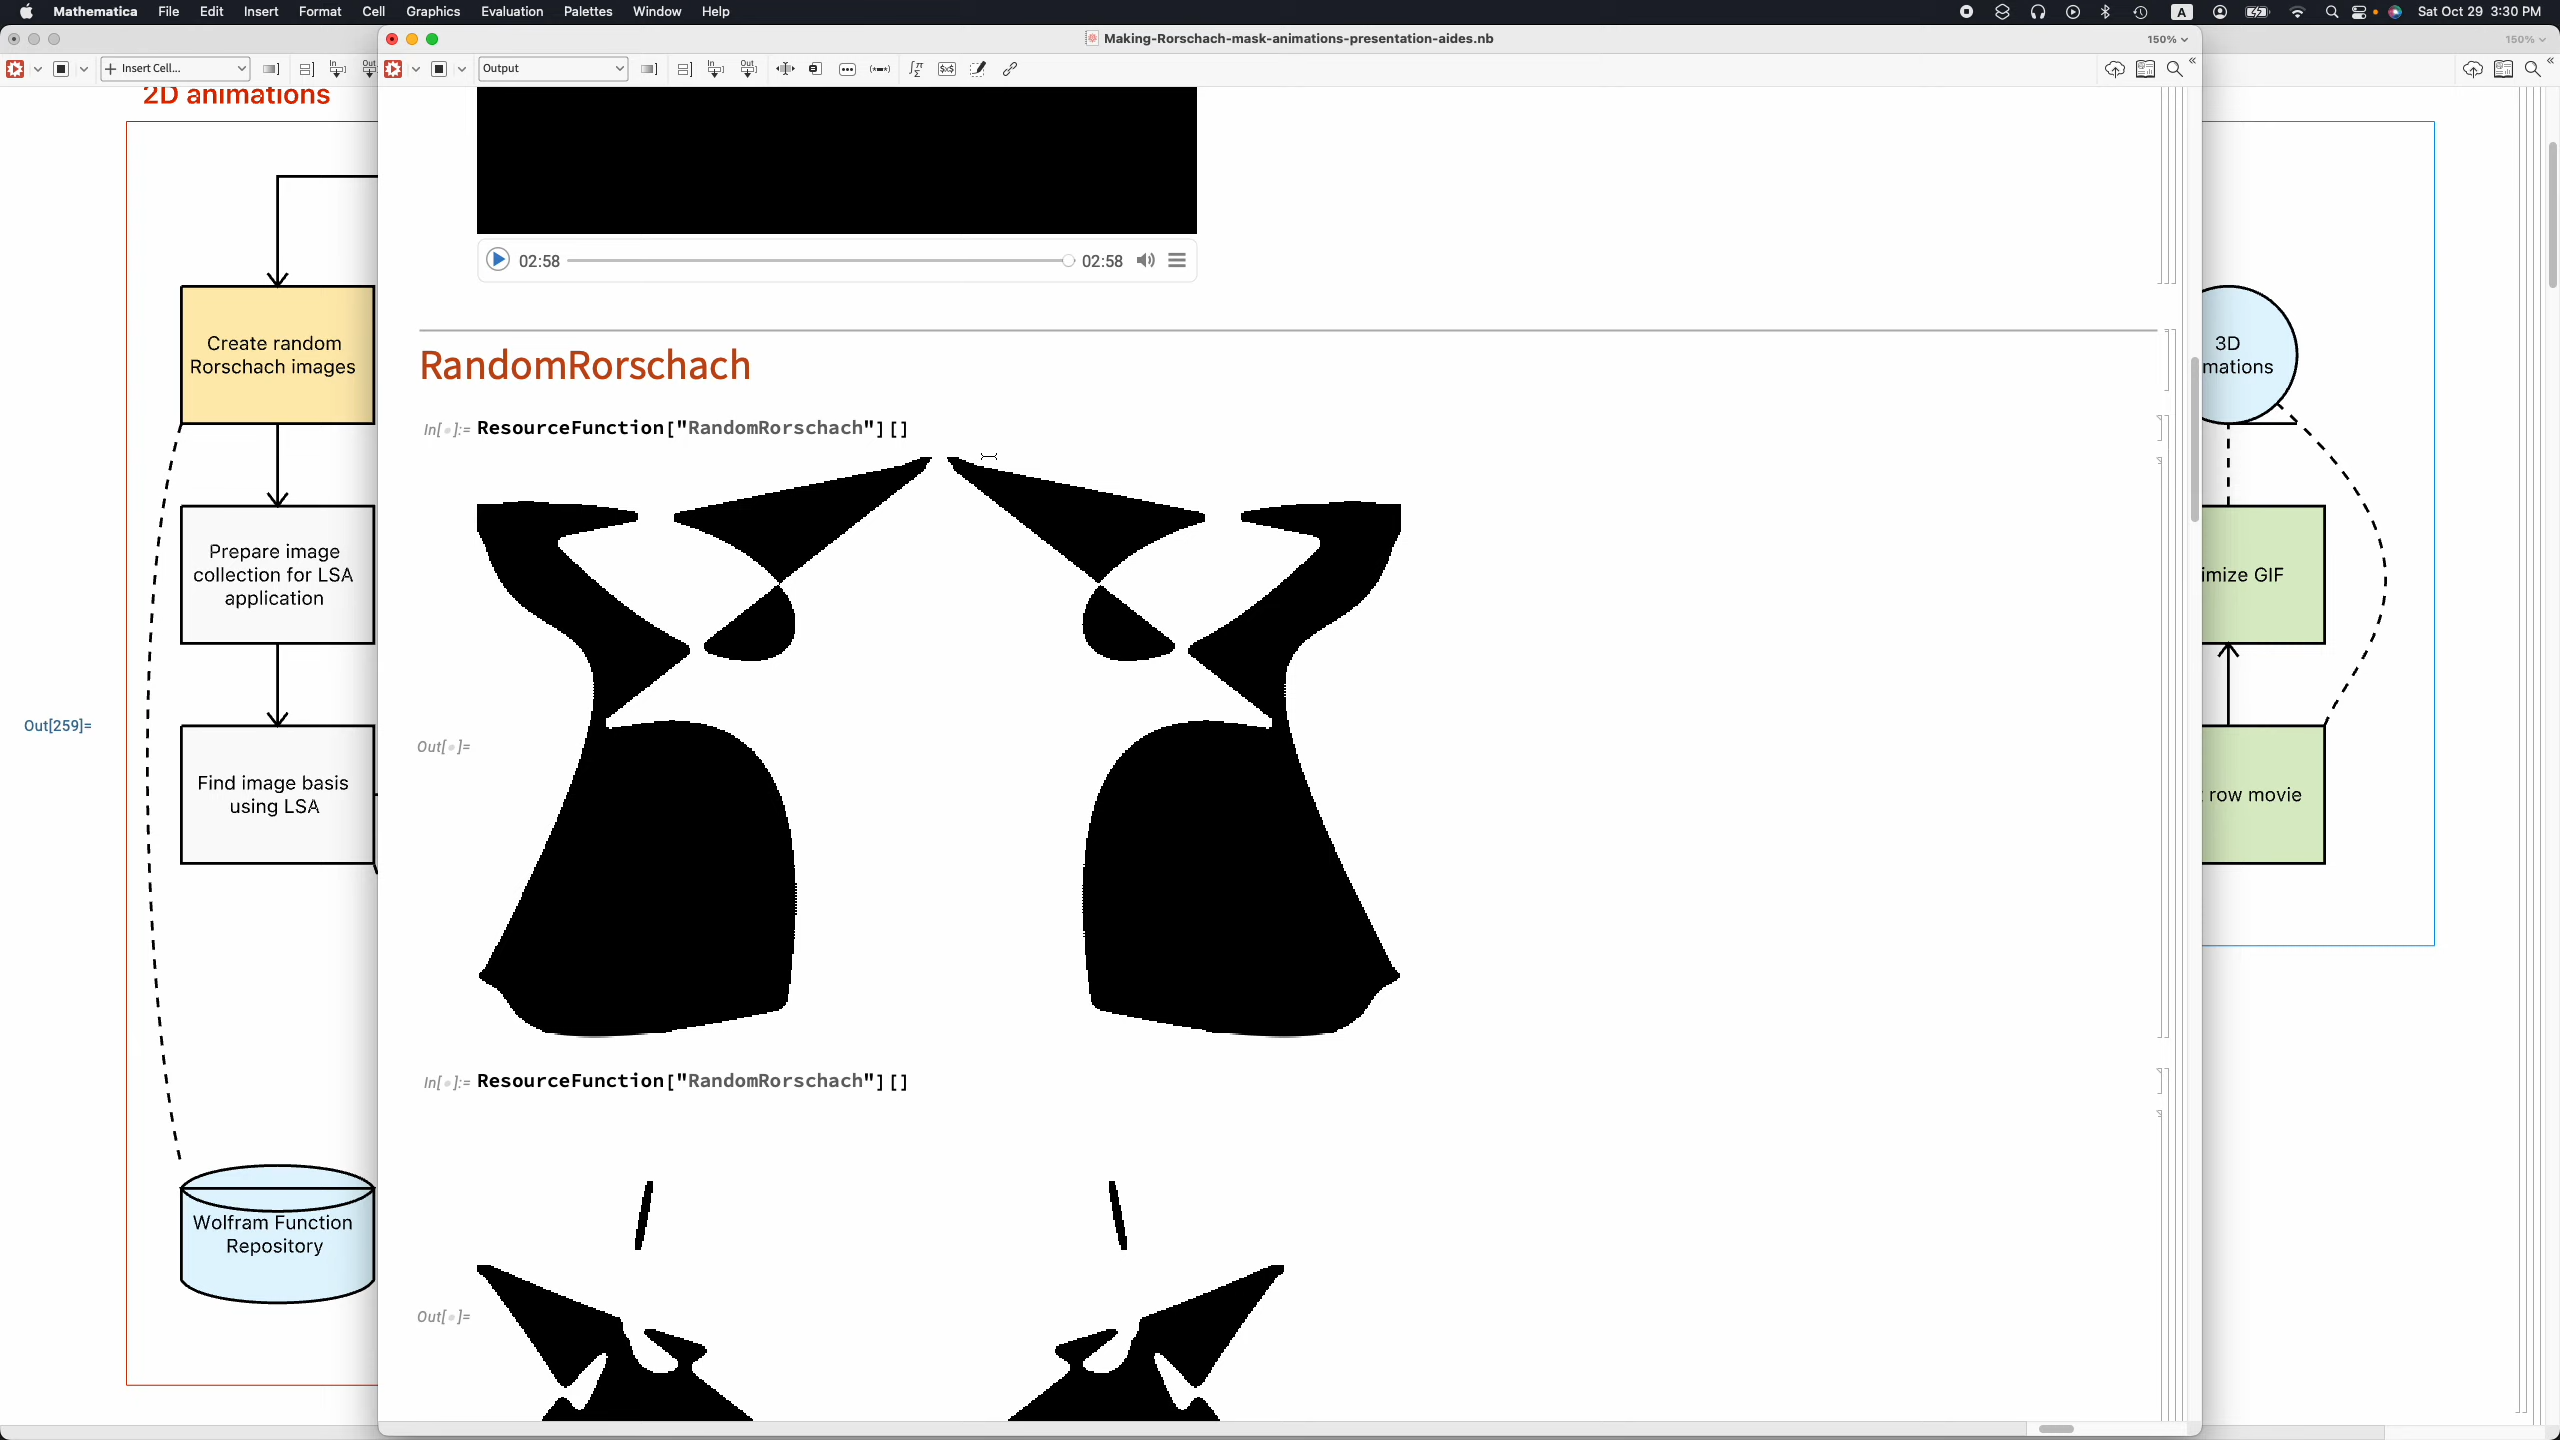 Mathematica File Edit Insert Format Cell Graphics Evaluation Palettes Window Help
A
Sat Oct 29 3:30 PM
Making-Rorschach-mask-animations-presentation-aides.nb
150%
150%
Insert Cell...
Output
2D animations
02:58
02:58
RandomRorschach
In[ ]:= ResourceFunction["RandomRorschach"][]
Out[ ]=
In[ ]:= ResourceFunction["RandomRorschach"][]
Out[ ]=
Create random
Rorschach images
Prepare image
collection for LSA
application
Out[259]=
Find image basis
using LSA
Wolfram Function
Repository
3D
mations
imize GIF
row movie